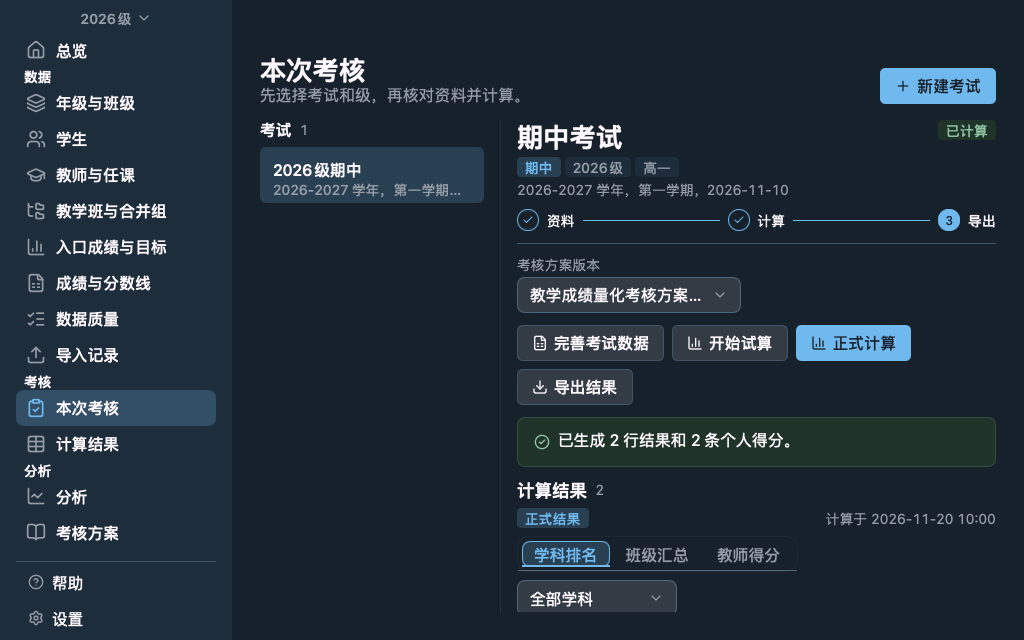 2026级
总览
数据
年级与班级
学生
教师与任课
教学班与合并组
入口成绩与目标
成绩与分数线
数据质量
导入记录
考核
本次考核
计算结果
分析
分析
考核方案
帮助
设置
本次考核
先选择考试和级，再核对资料并计算。
新建考试
考试 1
2026级期中
2026-2027 学年，第一学期...
期中考试
已计算
期中 2026级 高一
2026-2027 学年，第一学期，2026-11-10
资料 计算 3 导出
考核方案版本
教学成绩量化考核方案...
完善考试数据 开始试算 正式计算
导出结果
已生成 2 行结果和 2 条个人得分。
计算结果 2
正式结果 计算于 2026-11-20 10:00
学科排名 班级汇总 教师得分
全部学科